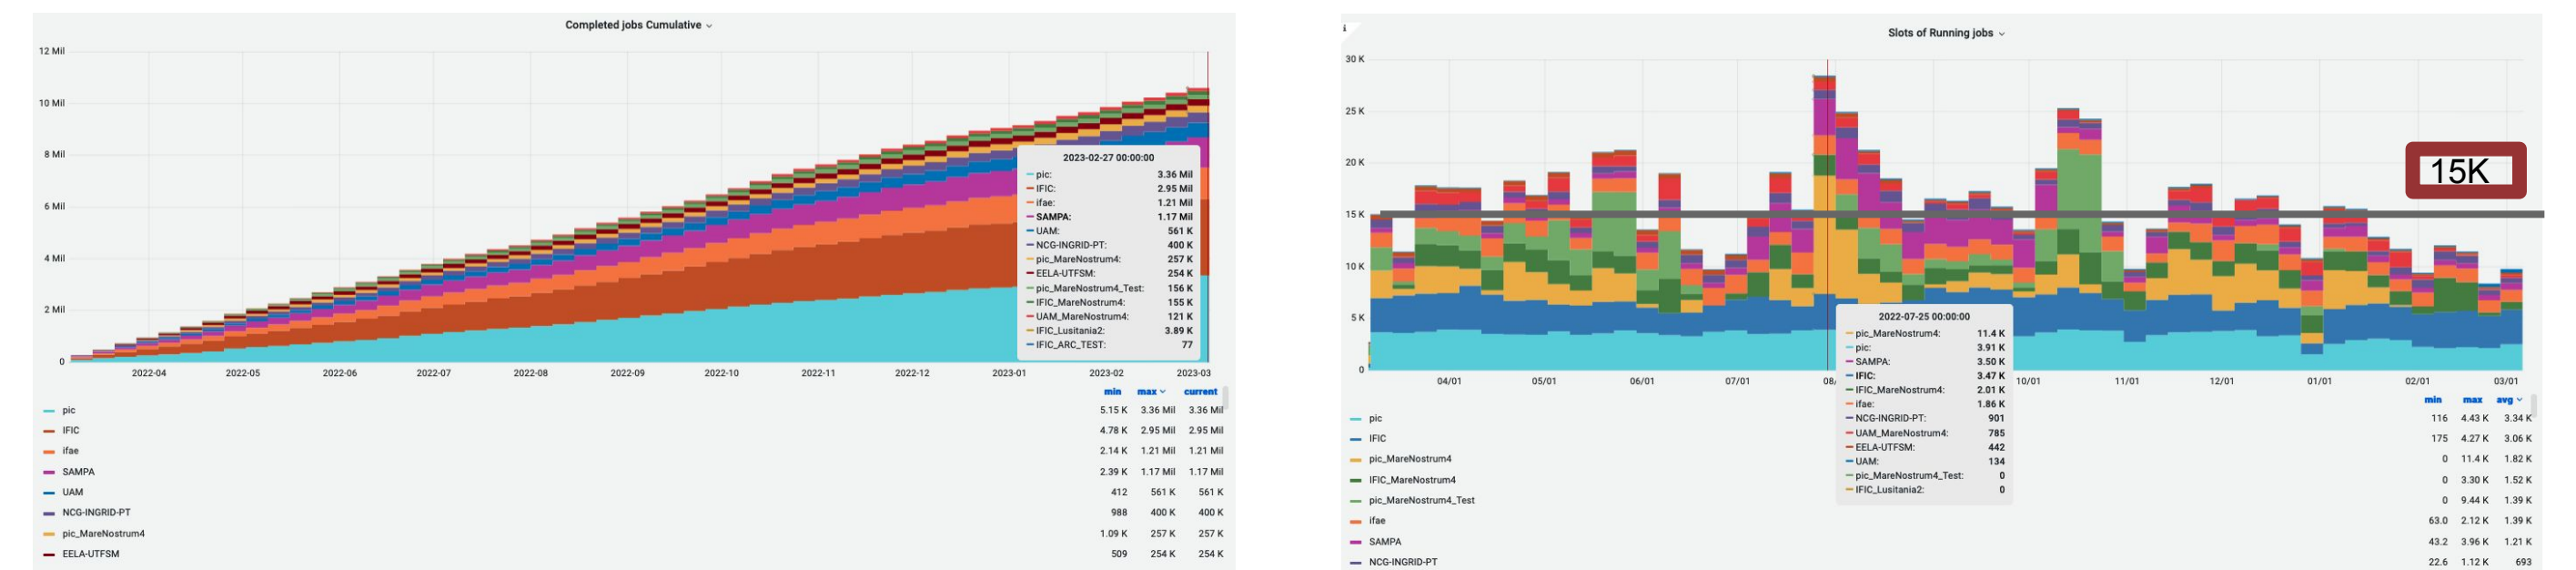 Completed jobs Cumulative
12 Mil
10 Mil
8 Mil
6 Mil
4 Mil
2 Mil
0
2022-04 2022-05 2022-06 2022-07 2022-08 2022-09 2022-10 2022-11 2022-12 2023-01 2023-02 2023-03
2023-02-27 00:00:00
pic: 3.36 Mil
IFIC: 2.95 Mil
ifae: 1.21 Mil
SAMPA: 1.17 Mil
UAM: 561 K
NCG-INGRID-PT: 400 K
pic_MareNostrum4: 257 K
EELA-UTFSM: 254 K
pic_MareNostrum4_Test: 156 K
IFIC_MareNostrum4: 155 K
UAM_MareNostrum4: 121 K
IFIC_Lusitania2: 3.89 K
IFIC_ARC_TEST: 77
min max current
pic 5.15 K 3.36 Mil 3.36 Mil
IFIC 4.78 K 2.95 Mil 2.95 Mil
ifae 2.14 K 1.21 Mil 1.21 Mil
SAMPA 2.39 K 1.17 Mil 1.17 Mil
UAM 412 561 K 561 K
NCG-INGRID-PT 988 400 K 400 K
pic_MareNostrum4 1.09 K 257 K 257 K
EELA-UTFSM 509 254 K 254 K
i
Slots of Running jobs
30 K
25 K
20 K
15 K
10 K
5 K
0
15K
04/01 05/01 06/01 07/01 08/ 10/01 11/01 12/01 01/01 02/01 03/01
2022-07-25 00:00:00
pic_MareNostrum4: 11.4 K
pic: 3.91 K
SAMPA: 3.50 K
IFIC: 3.47 K
IFIC_MareNostrum4: 2.01 K
ifae: 1.86 K
NCG-INGRID-PT: 901
UAM_MareNostrum4: 785
EELA-UTFSM: 442
UAM: 134
pic_MareNostrum4_Test: 0
IFIC_Lusitania2: 0
min max avg
pic 116 4.43 K 3.34 K
IFIC 175 4.27 K 3.06 K
pic_MareNostrum4 0 11.4 K 1.82 K
IFIC_MareNostrum4 0 3.30 K 1.52 K
pic_MareNostrum4_Test 0 9.44 K 1.39 K
ifae 63.0 2.12 K 1.39 K
SAMPA 43.2 3.96 K 1.21 K
NCG-INGRID-PT 22.6 1.12 K 693